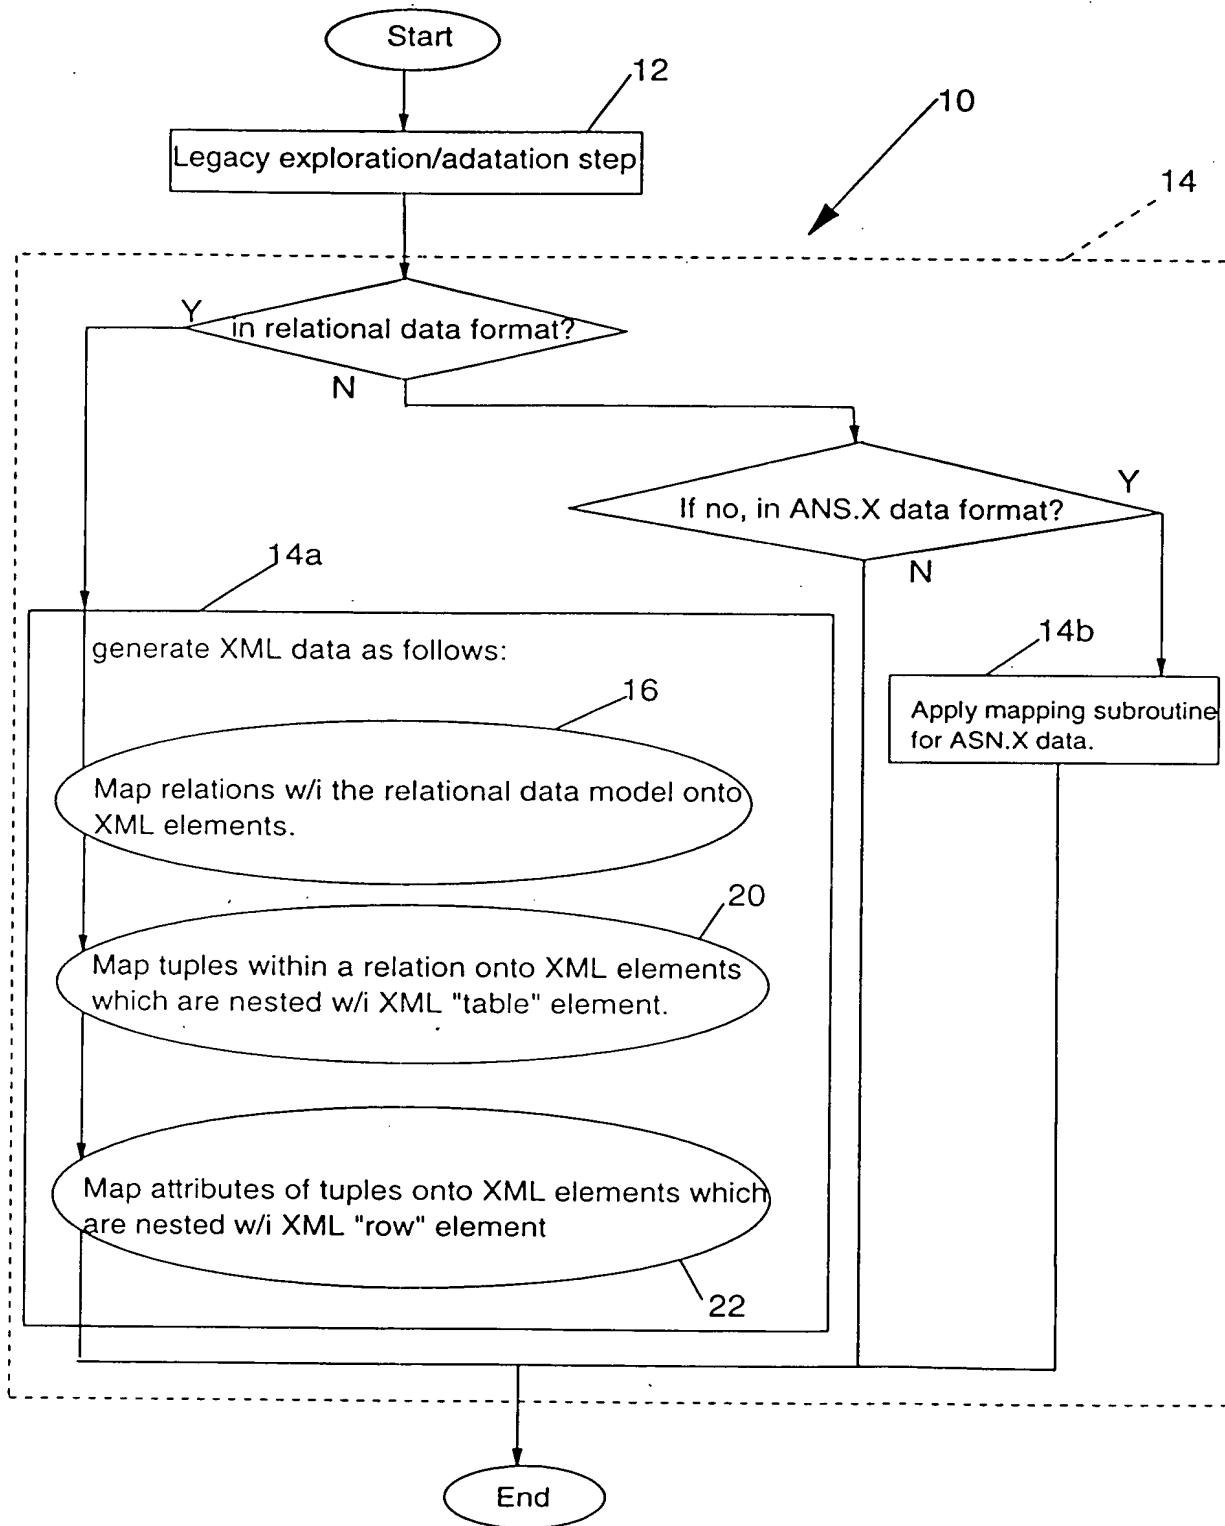 Start
12
Legacy exploration/adatation step
10
14
Y
in relational data format?
N
If no, in ANS.X data format?
Y
N
14a
generate XML data as follows:
14b
Apply mapping subroutine
for ASN.X data.
16
Map relations w/i the relational data model onto
XML elements.
20
Map tuples within a relation onto XML elements
which are nested w/i XML "table" element.
Map attributes of tuples onto XML elements which
are nested w/i XML "row" element
22
End